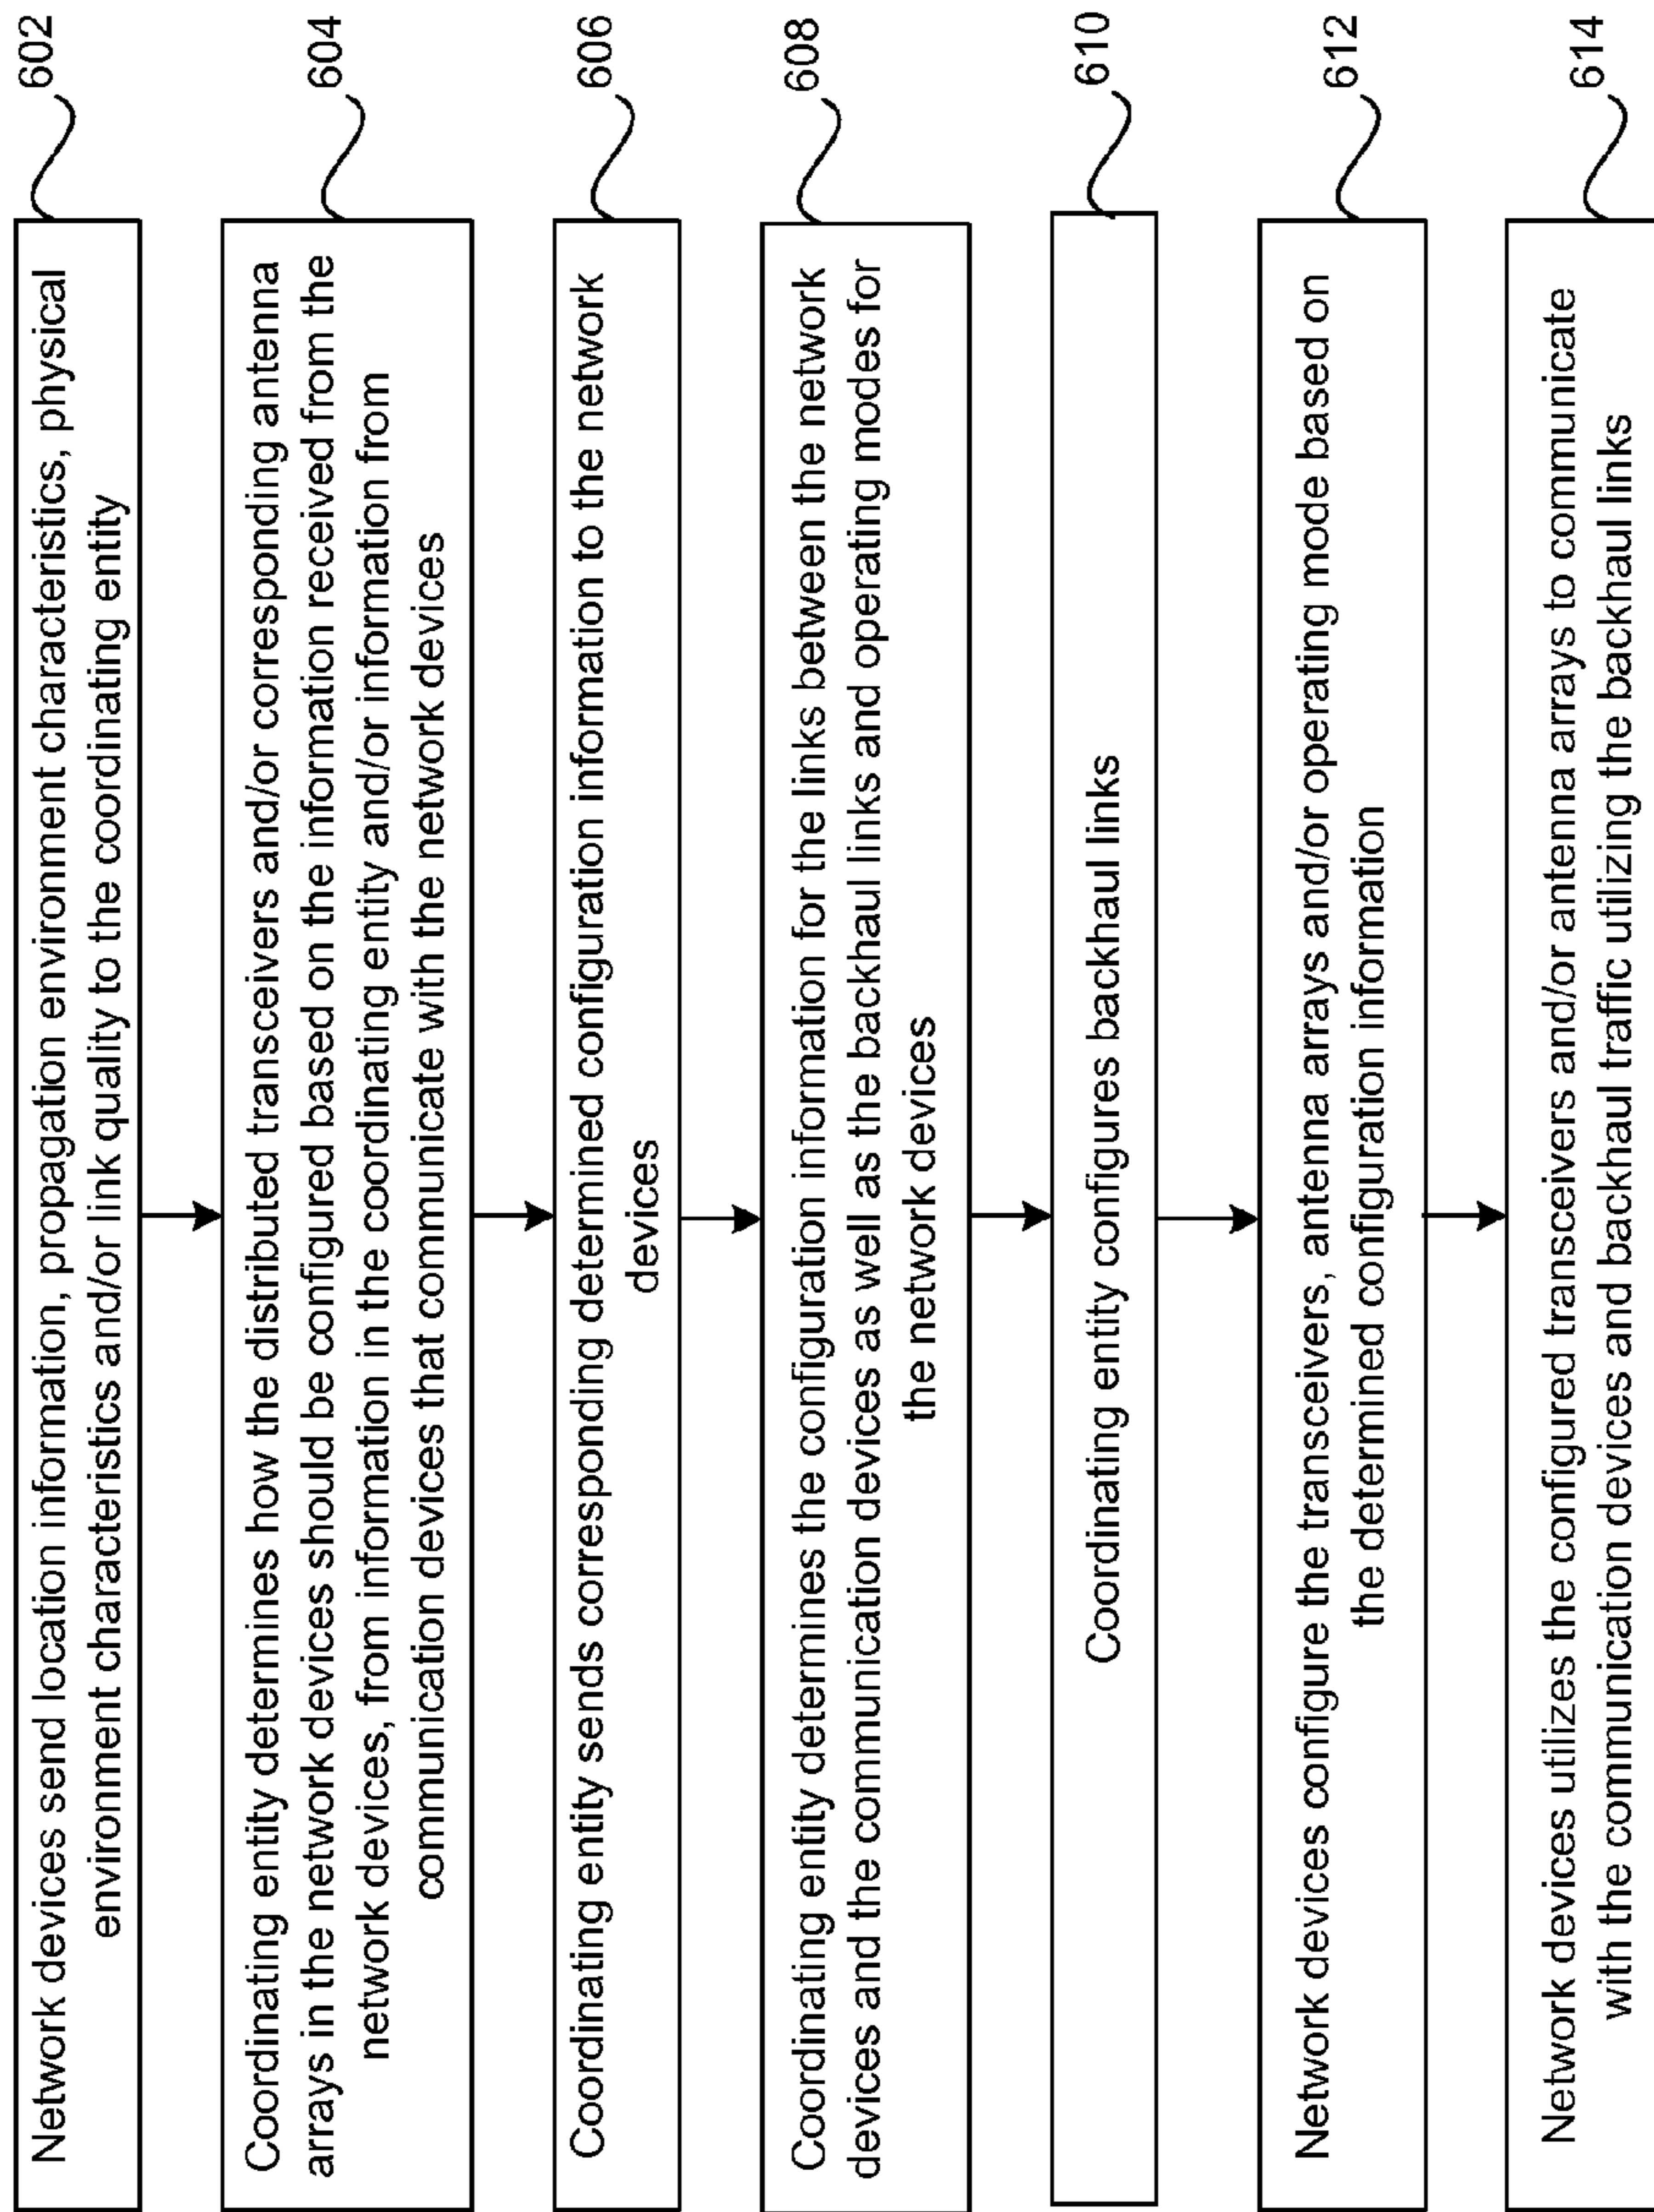 602
Network devices send location information, propagation environment characteristics, physical
environment characteristics and/or link quality to the coordinating entity
604
Coordinating entity determines how the distributed transceivers and/or corresponding antenna
arrays in the network devices should be configured based on the information received from the
network devices, from information in the coordinating entity and/or information from
communication devices that communicate with the network devices
606
Coordinating entity sends corresponding determined configuration information to the network
devices
608
Coordinating entity determines the configuration information for the links between the network
devices and the communication devices as well as the backhaul links and operating modes for
the network devices
610
Coordinating entity configures backhaul links
612
Network devices configure the transceivers, antenna arrays and/or operating mode based on
the determined configuration information
614
Network devices utilizes the configured transceivers and/or antenna arrays to communicate
with the communication devices and backhaul traffic utilizing the backhaul links